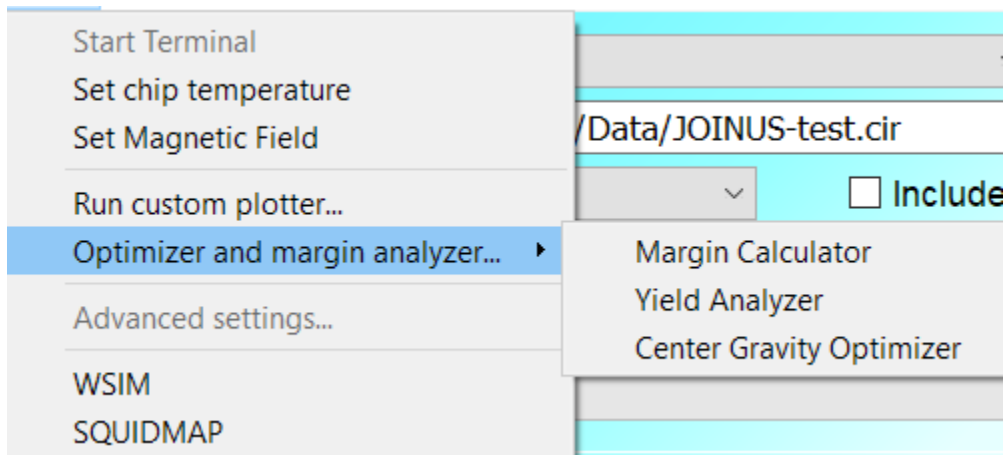 Start Terminal
Set chip temperature
Set Magnetic Field
Run custom plotter...
Optimizer and margin analyzer...
Advanced settings...
WSIM
SQUIDMAP
/Data/JOINUS-test.cir
Include
Margin Calculator
Yield Analyzer
Center Gravity Optimizer